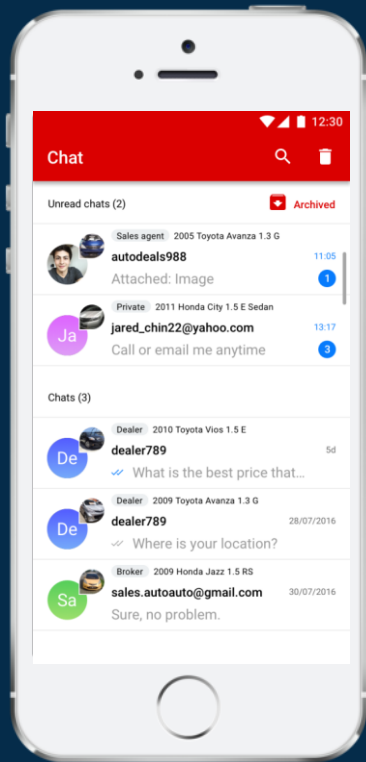 12:30
Chat
Unread chats (2) Archived
Sales agent 2005 Toyota Avanza 1.3 G
autodeals988 11:05
Attached: Image 1
Private 2011 Honda City 1.5 E Sedan
Ja jared_chin22@yahoo.com 13:17
Call or email me anytime 3
Chats (3)
Dealer 2010 Toyota Vios 1.5 E
De dealer789 5d
What is the best price that...
Dealer 2009 Toyota Avanza 1.3 G
De dealer789 28/07/2016
Where is your location?
Broker 2009 Honda Jazz 1.5 RS
Sa sales.autoauto@gmail.com 30/07/2016
Sure, no problem.